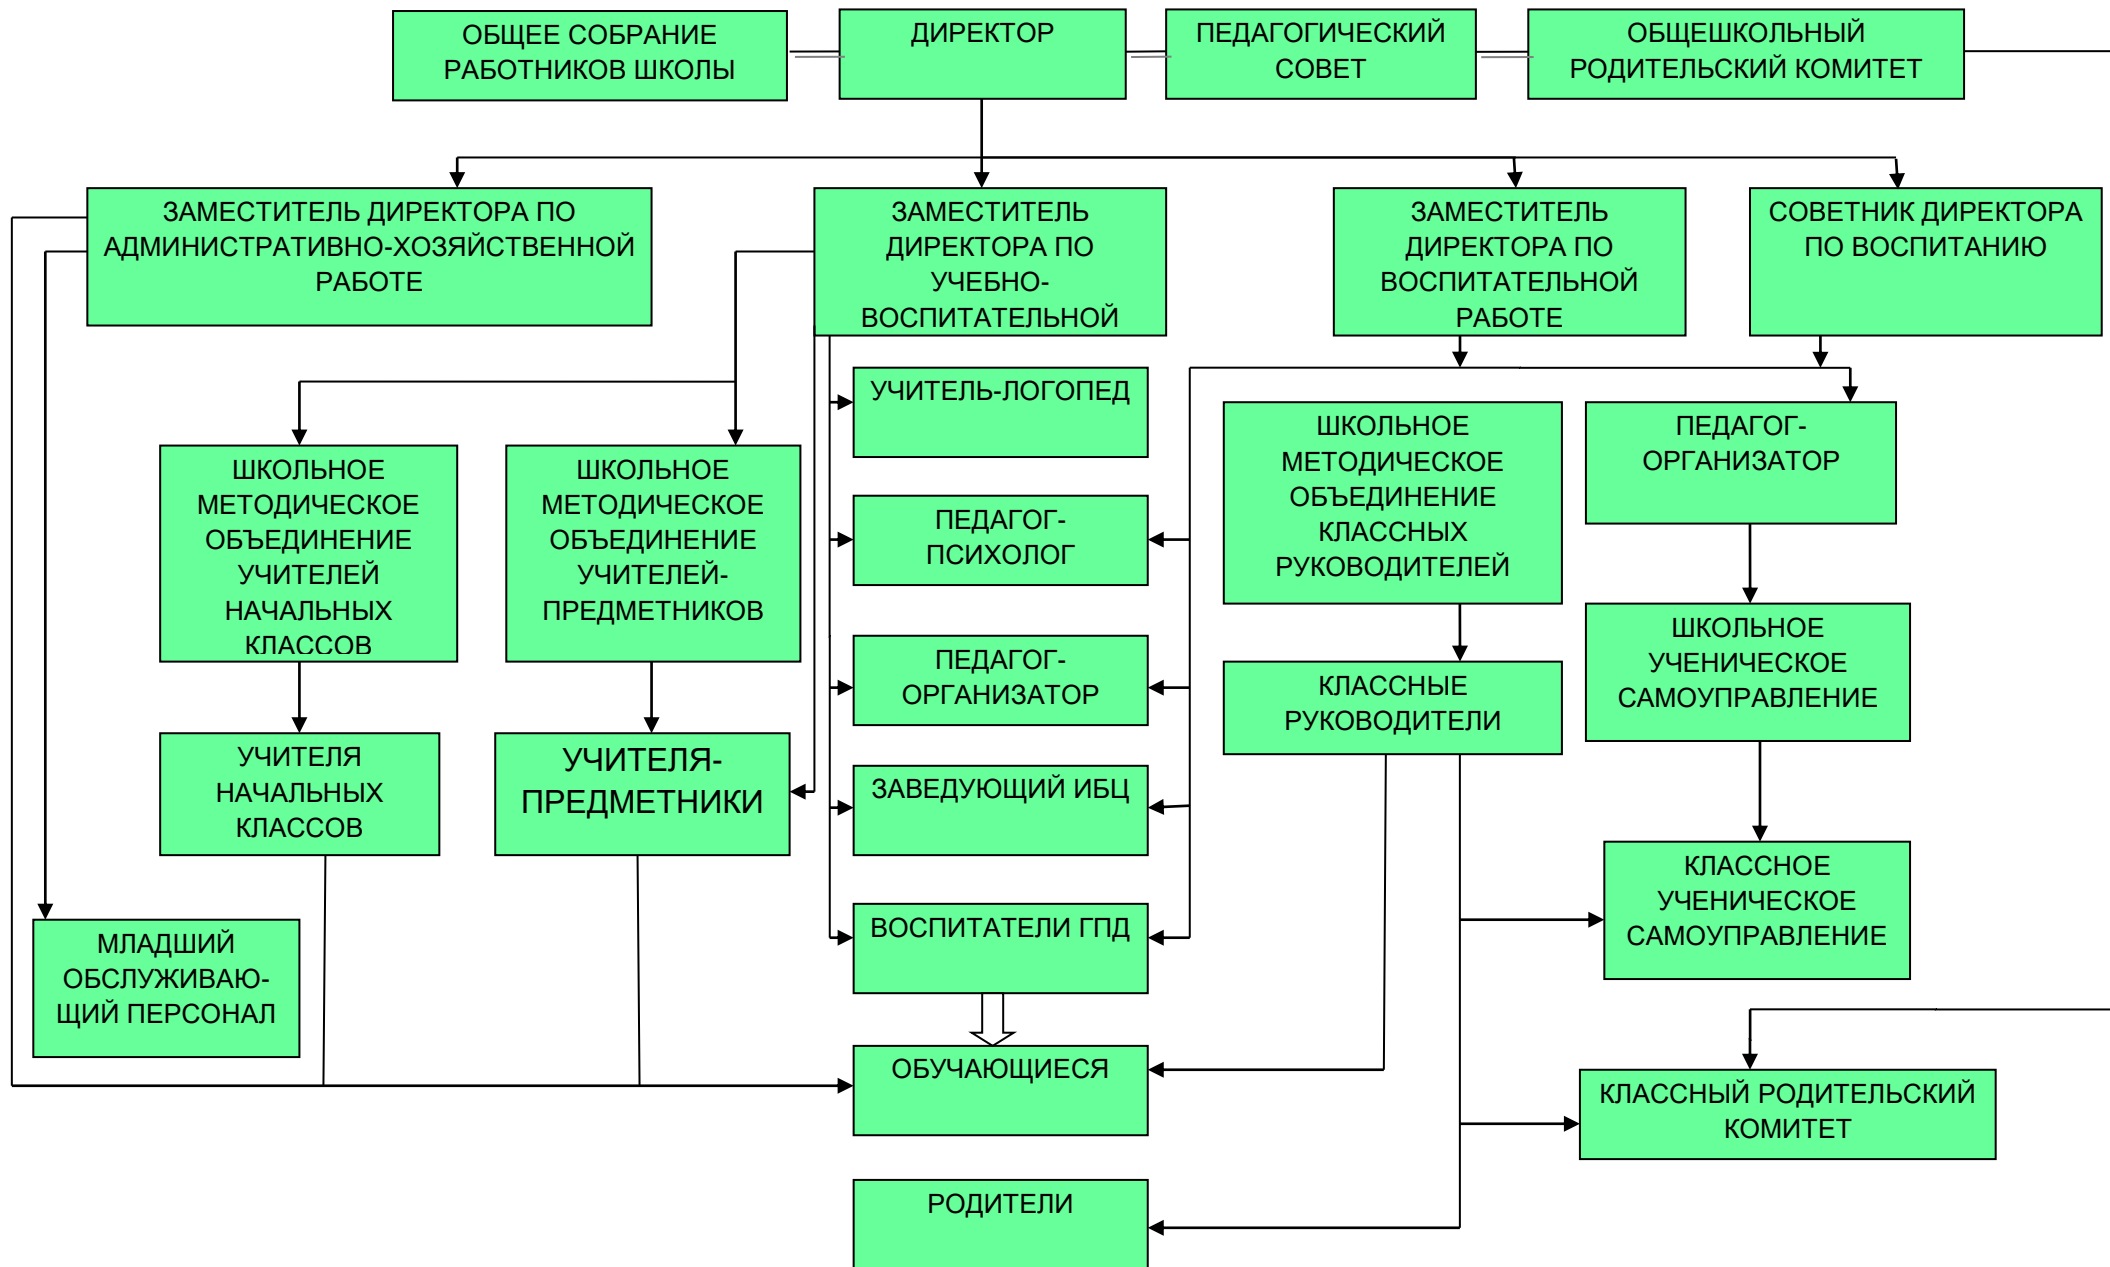 ОБЩЕЕ СОБРАНИЕ
РАБОТНИКОВ ШКОЛЫ
ДИРЕКТОР
ПЕДАГОГИЧЕСКИЙ
СОВЕТ
ОБЩЕШКОЛЬНЫЙ
РОДИТЕЛЬСКИЙ КОМИТЕТ
ЗАМЕСТИТЕЛЬ ДИРЕКТОРА ПО
АДМИНИСТРАТИВНО-ХОЗЯЙСТВЕННОЙ
РАБОТЕ
ЗАМЕСТИТЕЛЬ
ДИРЕКТОРА ПО
УЧЕБНО-
ВОСПИТАТЕЛЬНОЙ
ЗАМЕСТИТЕЛЬ
ДИРЕКТОРА ПО
ВОСПИТАТЕЛЬНОЙ
РАБОТЕ
СОВЕТНИК ДИРЕКТОРА
ПО ВОСПИТАНИЮ
ШКОЛЬНОЕ
МЕТОДИЧЕСКОЕ
ОБЪЕДИНЕНИЕ
УЧИТЕЛЕЙ
НАЧАЛЬНЫХ
КЛАССОВ
ШКОЛЬНОЕ
МЕТОДИЧЕСКОЕ
ОБЪЕДИНЕНИЕ
УЧИТЕЛЕЙ-
ПРЕДМЕТНИКОВ
УЧИТЕЛЬ-ЛОГОПЕД
ПЕДАГОГ-
ПСИХОЛОГ
ПЕДАГОГ-
ОРГАНИЗАТОР
ЗАВЕДУЮЩИЙ ИБЦ
ВОСПИТАТЕЛИ ГПД
ШКОЛЬНОЕ
МЕТОДИЧЕСКОЕ
ОБЪЕДИНЕНИЕ
КЛАССНЫХ
РУКОВОДИТЕЛЕЙ
ПЕДАГОГ-
ОРГАНИЗАТОР
КЛАССНЫЕ
РУКОВОДИТЕЛИ
ШКОЛЬНОЕ
УЧЕНИЧЕСКОЕ
САМОУПРАВЛЕНИЕ
УЧИТЕЛЯ
НАЧАЛЬНЫХ
КЛАССОВ
УЧИТЕЛЯ-
ПРЕДМЕТНИКИ
КЛАССНОЕ
УЧЕНИЧЕСКОЕ
САМОУПРАВЛЕНИЕ
МЛАДШИЙ
ОБСЛУЖИВАЮ-
ЩИЙ ПЕРСОНАЛ
ОБУЧАЮЩИЕСЯ
КЛАССНЫЙ РОДИТЕЛЬСКИЙ
КОМИТЕТ
РОДИТЕЛИ